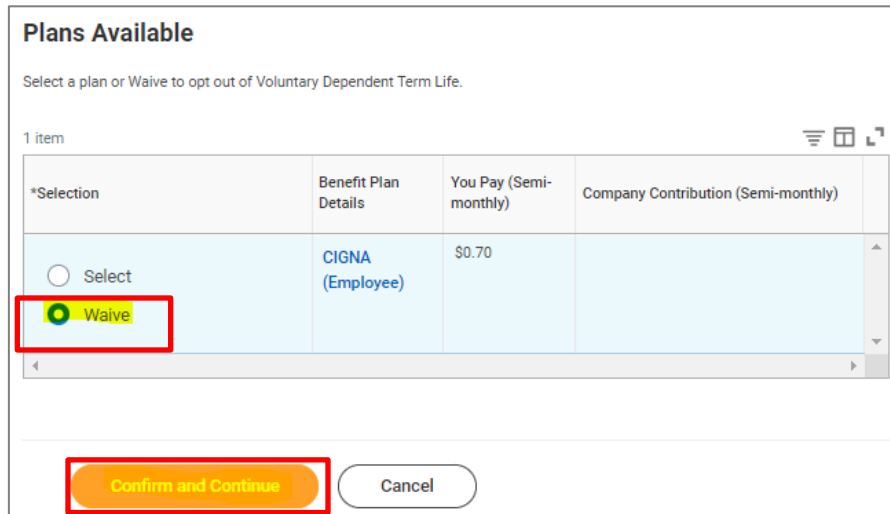 Plans Available
Select a plan or Waive to opt out of Voluntary Dependent Term Life.
1 item
*Selection
Benefit Plan
Details
You Pay (Semi-
monthly)
Company Contribution (Semi-monthly)
Select
Waive
CIGNA
(Employee)
$0.70
Confirm and Continue
Cancel